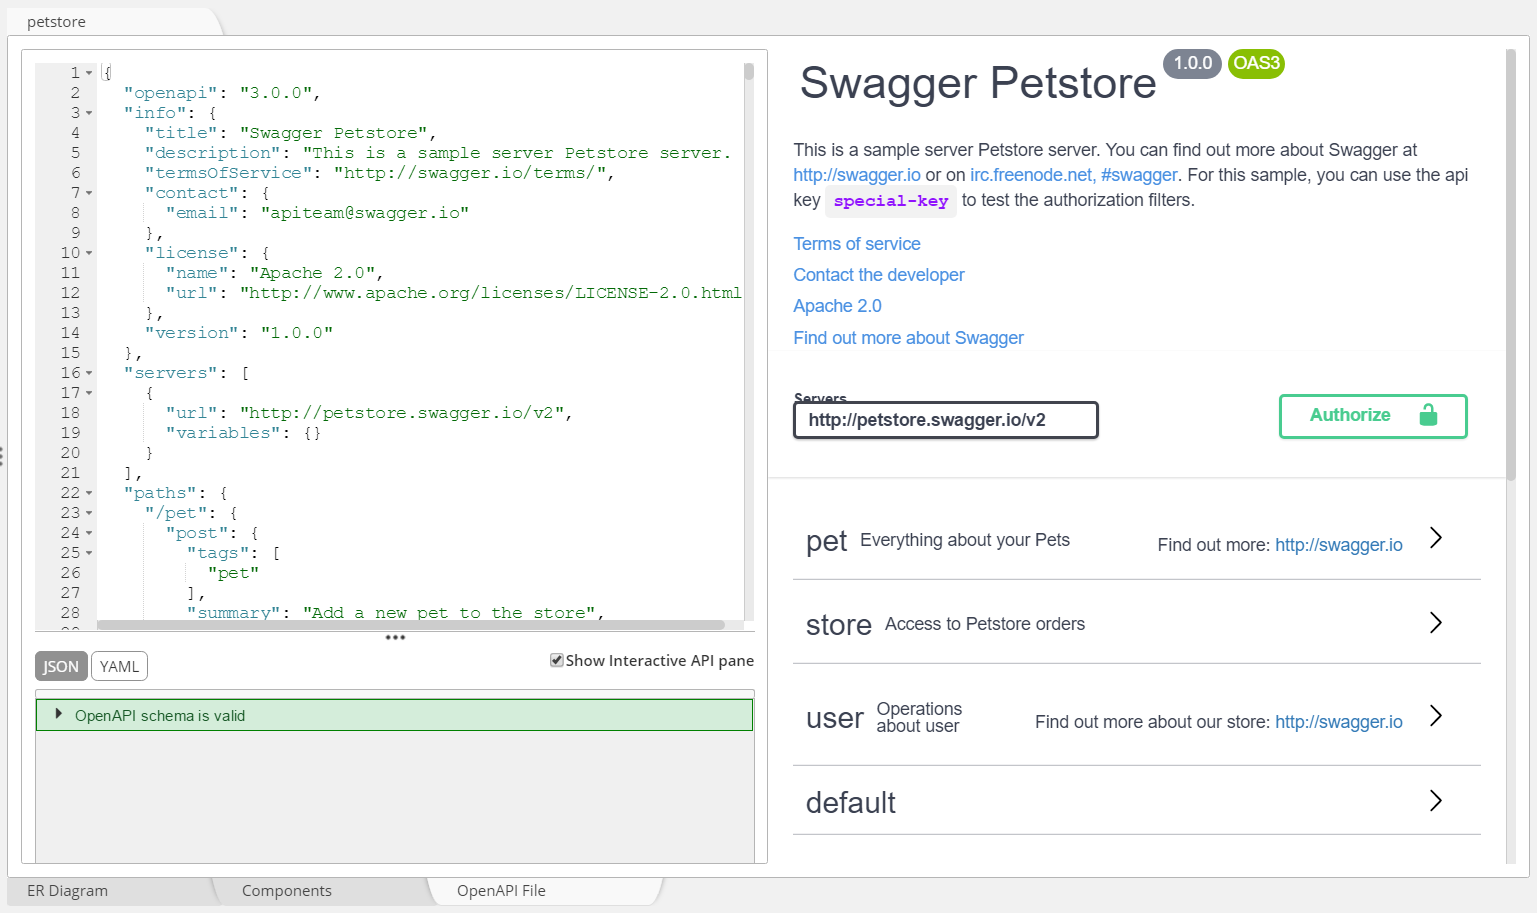 petstore
1 {
2 "openapi": "3.0.0",
3 "info": {
4 "title": "Swagger Petstore",
5 "description": "This is a sample server Petstore server.
6 "termsOfService": "http://swagger.io/terms/",
7 "contact": {
8 "email": "apiteam@swagger.io"
9 },
10 "license": {
11 "name": "Apache 2.0",
12 "url": "http://www.apache.org/licenses/LICENSE-2.0.html
13 },
14 "version": "1.0.0"
15 },
16 "servers": [
17 {
18 "url": "http://petstore.swagger.io/v2",
19 "variables": {}
20 }
21 ],
22 "paths": {
23 "/pet": {
24 "post": {
25 "tags": [
26 "pet"
27 ],
28 "summary": "Add a new pet to the store",
JSON YAML
Show Interactive API pane
OpenAPI schema is valid
Swagger Petstore 1.0.0 OAS3
This is a sample server Petstore server. You can find out more about Swagger at
http://swagger.io or on irc.freenode.net, #swagger. For this sample, you can use the api
key special-key to test the authorization filters.
Terms of service
Contact the developer
Apache 2.0
Find out more about Swagger
Servers
http://petstore.swagger.io/v2
Authorize
pet Everything about your Pets Find out more: http://swagger.io
store Access to Petstore orders
user Operations
about user Find out more about our store: http://swagger.io
default
ER Diagram Components OpenAPI File